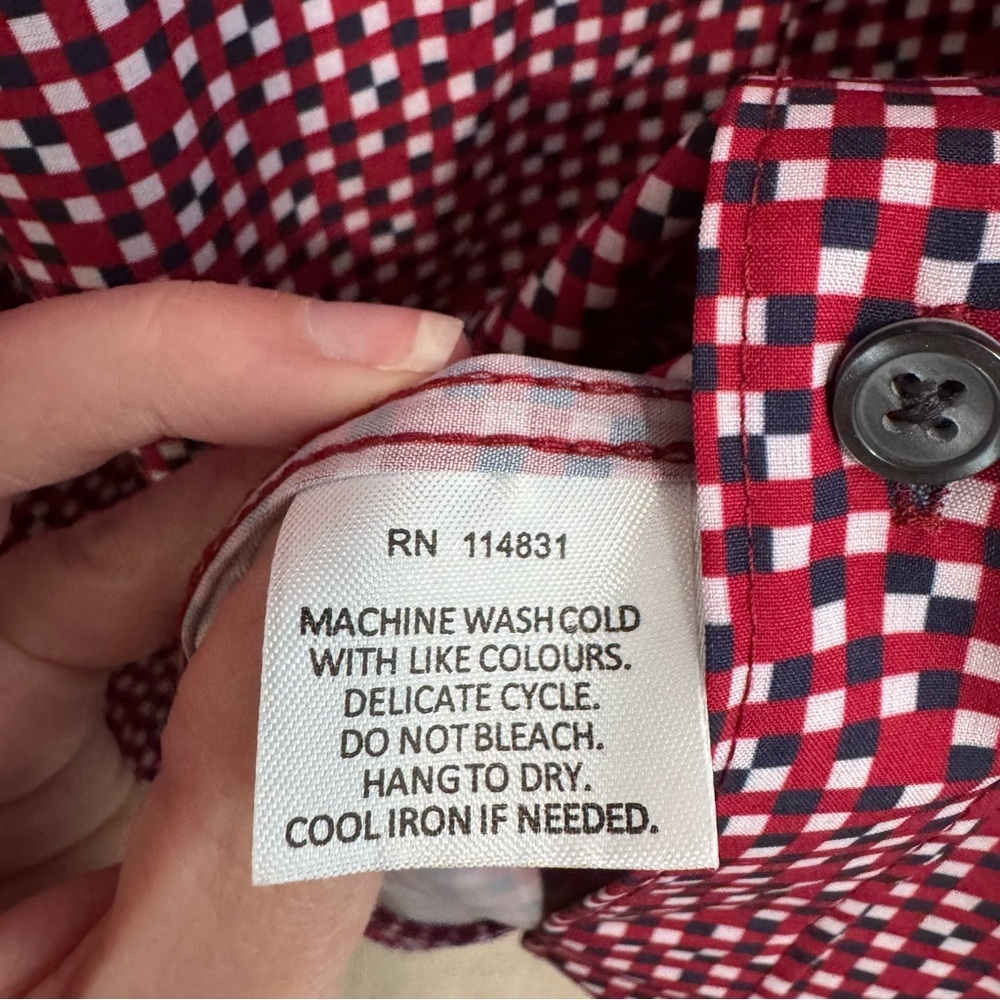 RN 114831
MACHINE WASH COLD
WITH LIKE COLOURS.
DELICATE CYCLE.
DO NOT BLEACH.
HANG TO DRY.
COOL IRON IF NEEDED.